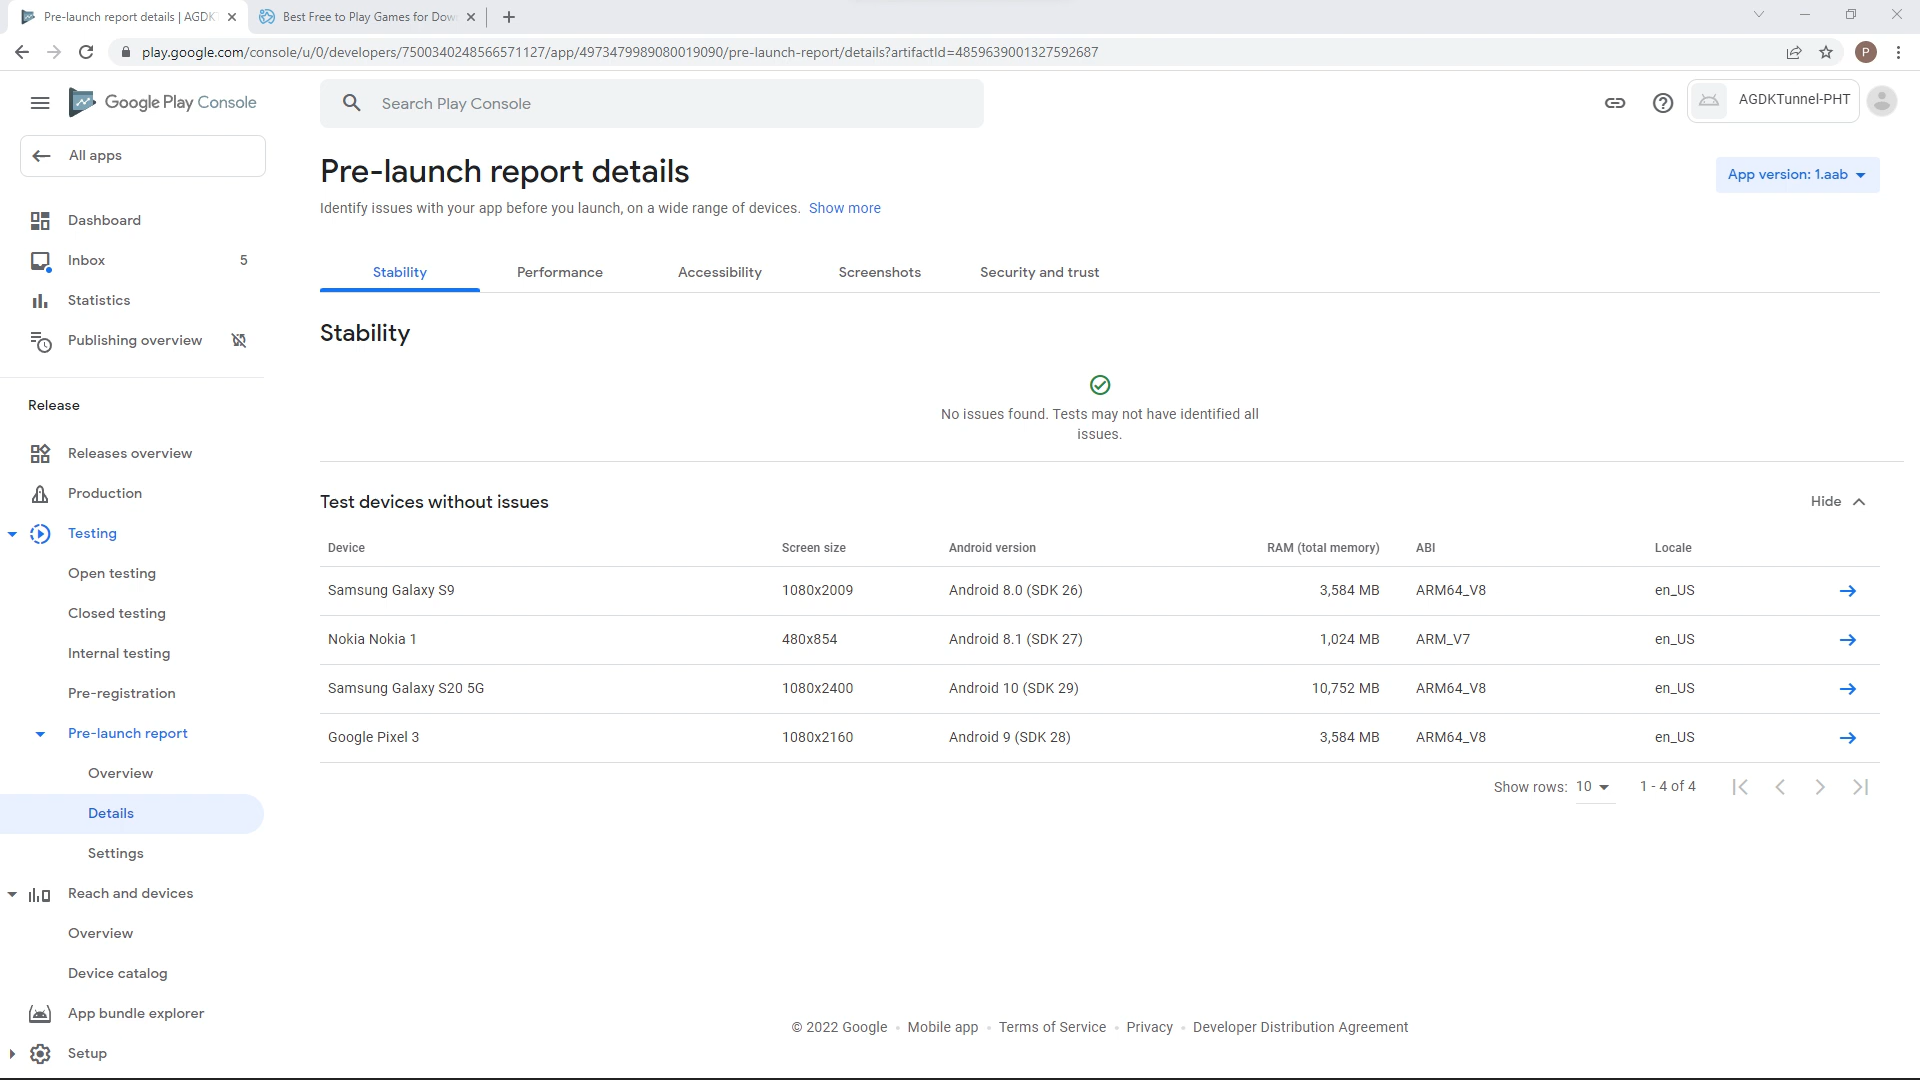 Pre-launch report details | AGDKT
Best Free to Play Games for Dow
play.google.com/console/u/0/developers/7500340248566571127/app/4973479989080019090/pre-launch-report/details?artifactId=4859639001327592687
P
Google Play Console
Search Play Console
AGDKTunnel-PHT
All apps
Dashboard
Inbox 5
Statistics
Publishing overview
Release
Releases overview
Production
Testing
Open testing
Closed testing
Internal testing
Pre-registration
Pre-launch report
Overview
Details
Settings
Reach and devices
Overview
Device catalog
App bundle explorer
Setup
Pre-launch report details
App version: 1.aab
Identify issues with your app before you launch, on a wide range of devices. Show more
Stability Performance Accessibility Screenshots Security and trust
Stability
No issues found. Tests may not have identified all
issues.
Test devices without issues Hide
Device Screen size Android version RAM (total memory) ABI Locale
Samsung Galaxy S9 1080x2009 Android 8.0 (SDK 26) 3,584 MB ARM64_V8 en_US
Nokia Nokia 1 480x854 Android 8.1 (SDK 27) 1,024 MB ARM_V7 en_US
Samsung Galaxy S20 5G 1080x2400 Android 10 (SDK 29) 10,752 MB ARM64_V8 en_US
Google Pixel 3 1080x2160 Android 9 (SDK 28) 3,584 MB ARM64_V8 en_US
Show rows: 10 1 - 4 of 4
© 2022 Google · Mobile app · Terms of Service · Privacy · Developer Distribution Agreement